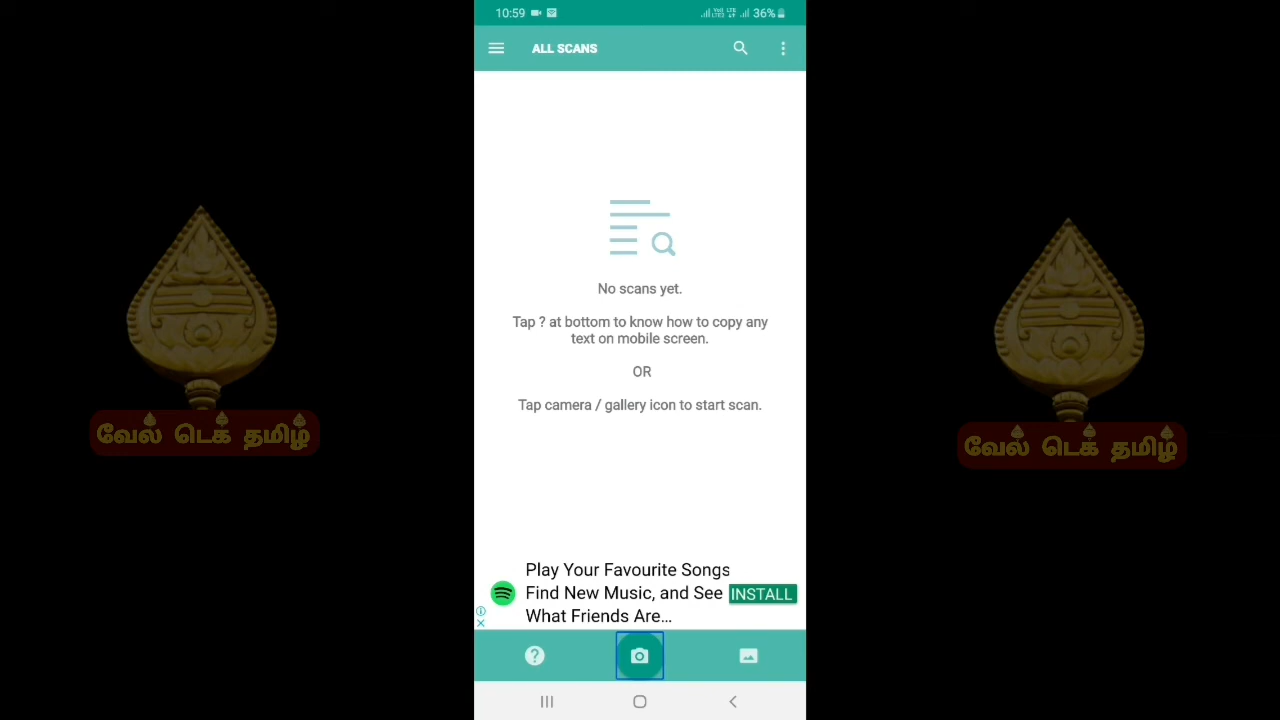 10:59
36%
ALL SCANS
No scans yet.
Tap ? at bottom to know how to copy any
text on mobile screen.
OR
Tap camera / gallery icon to start scan.
Play Your Favourite Songs
Find New Music, and See
INSTALL
What Friends Are...
வேல் டெக் தமிழ்
வேல் டெக் தமிழ்